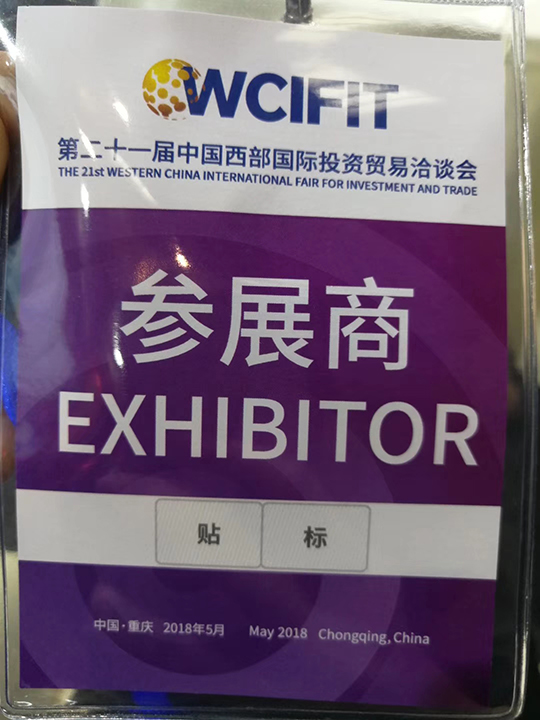 WCIFIT
第二十一届中国西部国际投资贸易洽谈会
THE 21st WESTERN CHINA INTERNATIONAL FAIR FOR INVESTMENT AND TRADE
参展商
EXHIBITOR
贴 标
中国·重庆 2018年5月 May 2018 Chongqing, China